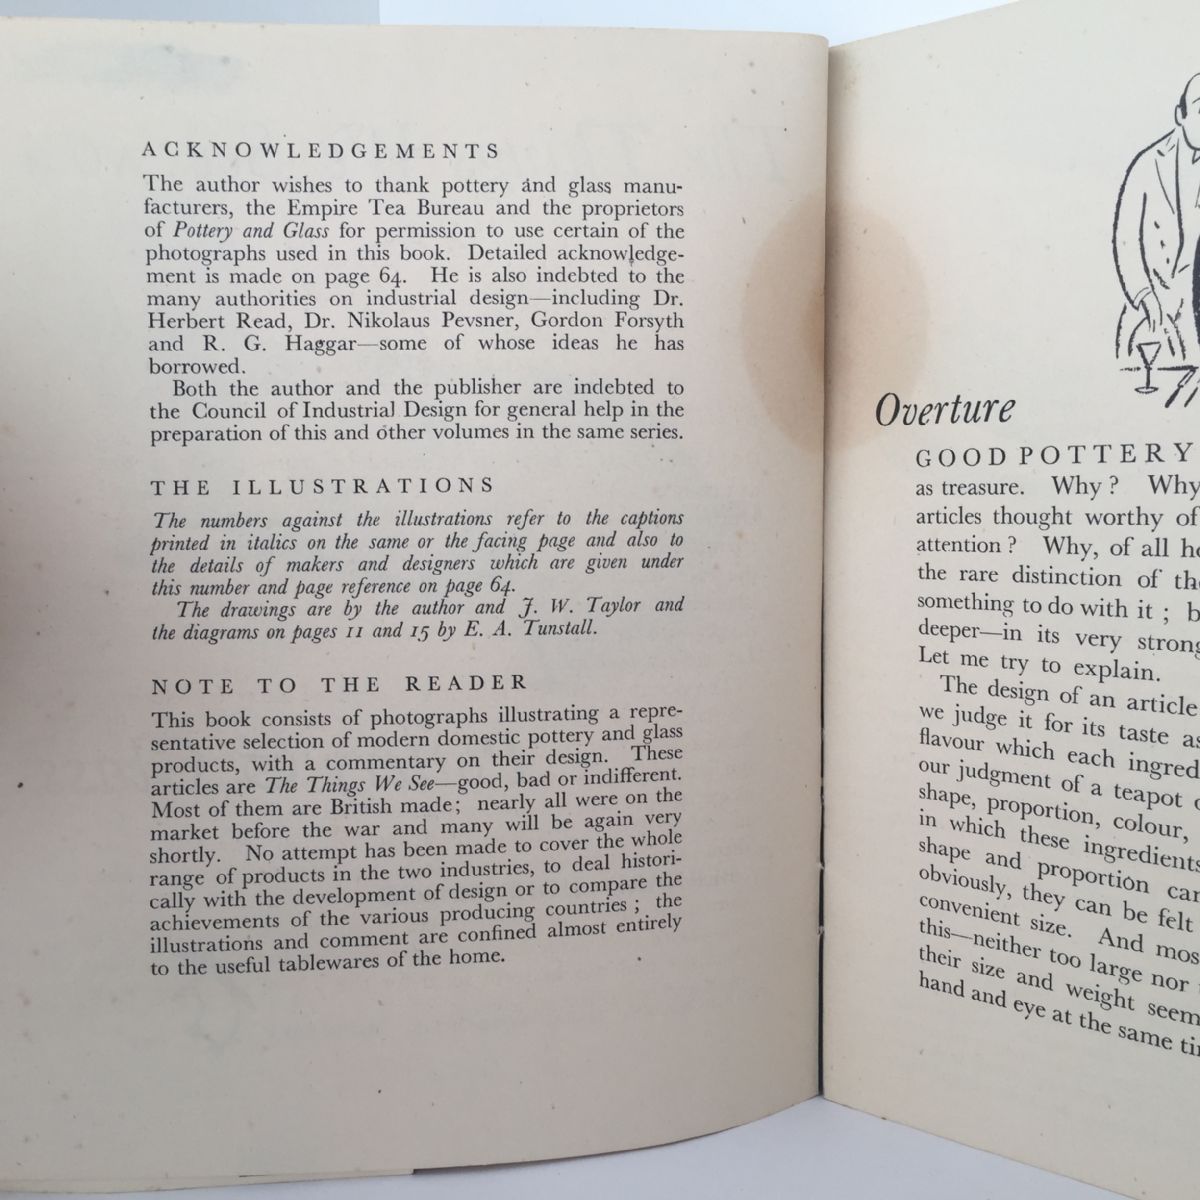 ACKNOWLEDGEMENTS
The author wishes to thank pottery and glass manu-
facturers, the Empire Tea Bureau and the proprietors
of Pottery and Glass for permission to use certain of the
photographs used in this book. Detailed acknowledge-
ment is made on page 64. He is also indebted to the
many authorities on industrial design—including Dr.
Herbert Read, Dr. Nikolaus Pevsner, Gordon Forsyth
and R. G. Haggar—some of whose ideas he has
borrowed.
Both the author and the publisher are indebted to
the Council of Industrial Design for general help in the
preparation of this and other volumes in the same series.
THE ILLUSTRATIONS
The numbers against the illustrations refer to the captions
printed in italics on the same or the facing page and also to
the details of makers and designers which are given under
this number and page reference on page 64.
The drawings are by the author and J. W. Taylor and
the diagrams on pages 11 and 15 by E. A. Tunstall.
NOTE TO THE READER
This book consists of photographs illustrating a repre-
sentative selection of modern domestic pottery and glass
products, with a commentary on their design. These
articles are The Things We See—good, bad or indifferent.
Most of them are British made; nearly all were on the
market before the war and many will be again very
shortly. No attempt has been made to cover the whole
range of products in the two industries, to deal histori-
cally with the development of design or to compare the
achievements of the various producing countries ; the
illustrations and comment are confined almost entirely
to the useful tablewares of the home.
Overture
GOOD POTTERY
as treasure. Why ? Why
articles thought worthy of
attention ? Why, of all
the rare distinction of
something to do with it ;
deeper—in its very strong
Let me try to explain.
The design of an article
we judge it for its taste
flavour which each
our judgment of a teapot
shape, proportion, colour,
in which these ingredients
shape and proportion
obviously, they can be felt
convenient size. And
this—neither too large nor
their size and weight seem
hand and eye at the same